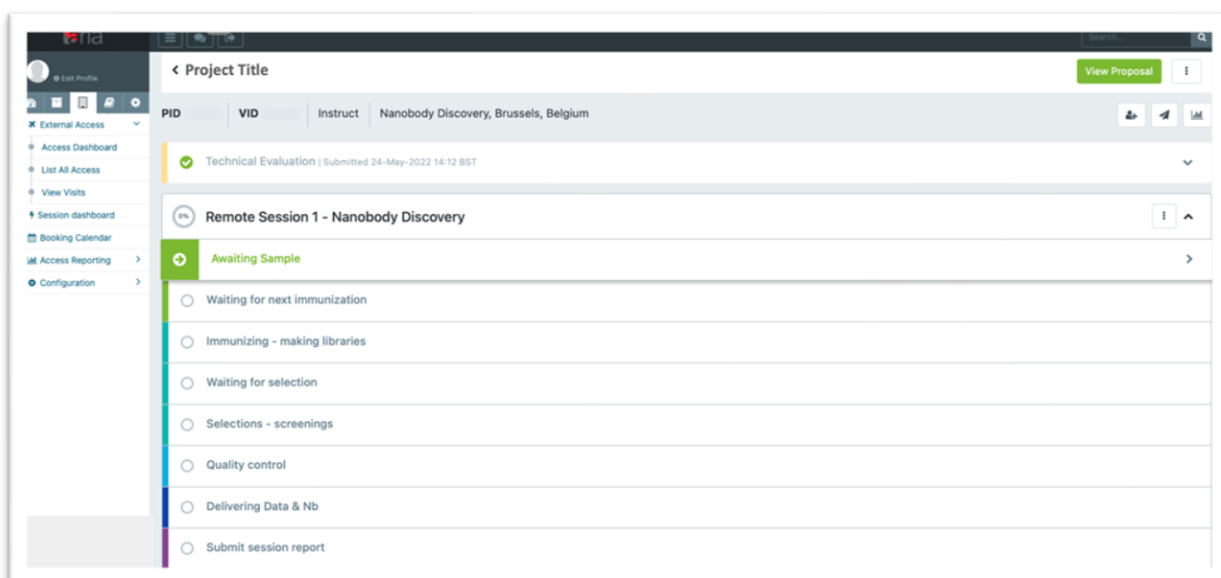 aria
Search...
Edit Profile
Project Title
View Proposal
PID
VID
Instruct
Nanobody Discovery, Brussels, Belgium
External Access
Access Dashboard
List All Access
View Visits
Session dashboard
Booking Calendar
Access Reporting
Configuration
Technical Evaluation | Submitted 24-May-2022 14:12 BST
0%
Remote Session 1 - Nanobody Discovery
Awaiting Sample
Waiting for next immunization
Immunizing - making libraries
Waiting for selection
Selections - screenings
Quality control
Delivering Data & Nb
Submit session report